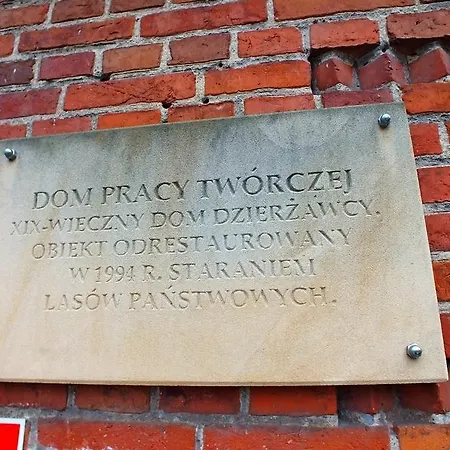 DOM PRACY TWÓRCZEJ
XIX-WIECZNY DOM DZIERŻAWCY.
OBIEKT ODRESTAUROWANY
W 1994 R. STARANIEM
LASÓW PAŃSTWOWYCH.